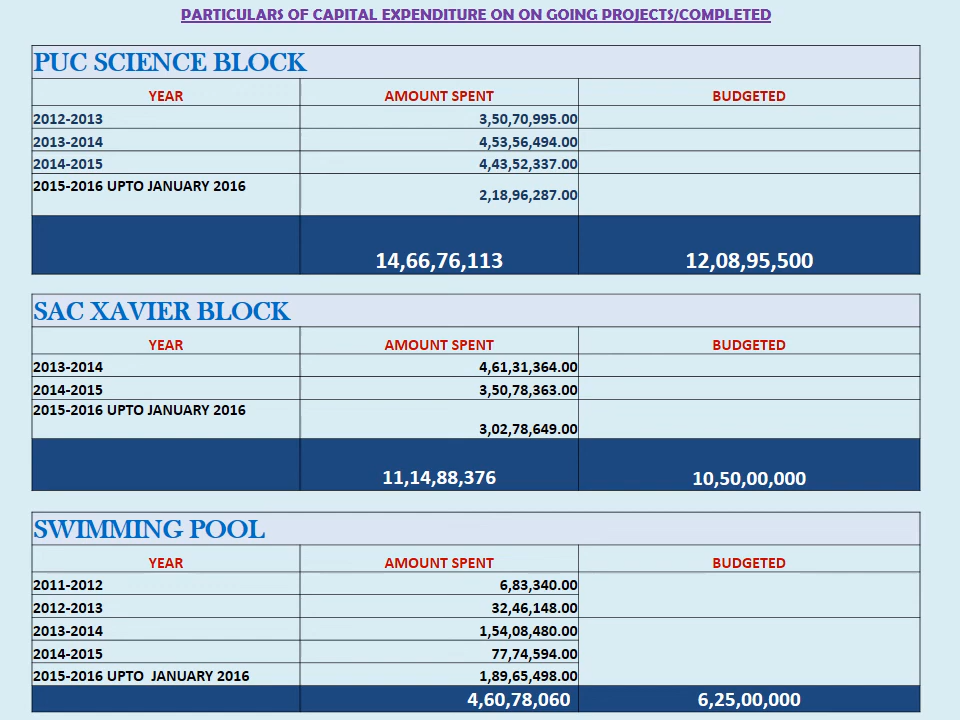 PARTICULARS OF CAPITAL EXPENDITURE ON ON GOING PROJECTS/COMPLETED
PUC SCIENCE BLOCK
YEAR AMOUNT SPENT BUDGETED
2012-2013 3,50,70,995.00
2013-2014 4,53,56,494.00
2014-2015 4,43,52,337.00
2015-2016 UPTO JANUARY 2016 2,18,96,287.00
14,66,76,113 12,08,95,500
SAC XAVIER BLOCK
YEAR AMOUNT SPENT BUDGETED
2013-2014 4,61,31,364.00
2014-2015 3,50,78,363.00
2015-2016 UPTO JANUARY 2016 3,02,78,649.00
11,14,88,376 10,50,00,000
SWIMMING POOL
YEAR AMOUNT SPENT BUDGETED
2011-2012 6,83,340.00
2012-2013 32,46,148.00
2013-2014 1,54,08,480.00
2014-2015 77,74,594.00
2015-2016 UPTO JANUARY 2016 1,89,65,498.00
4,60,78,060 6,25,00,000